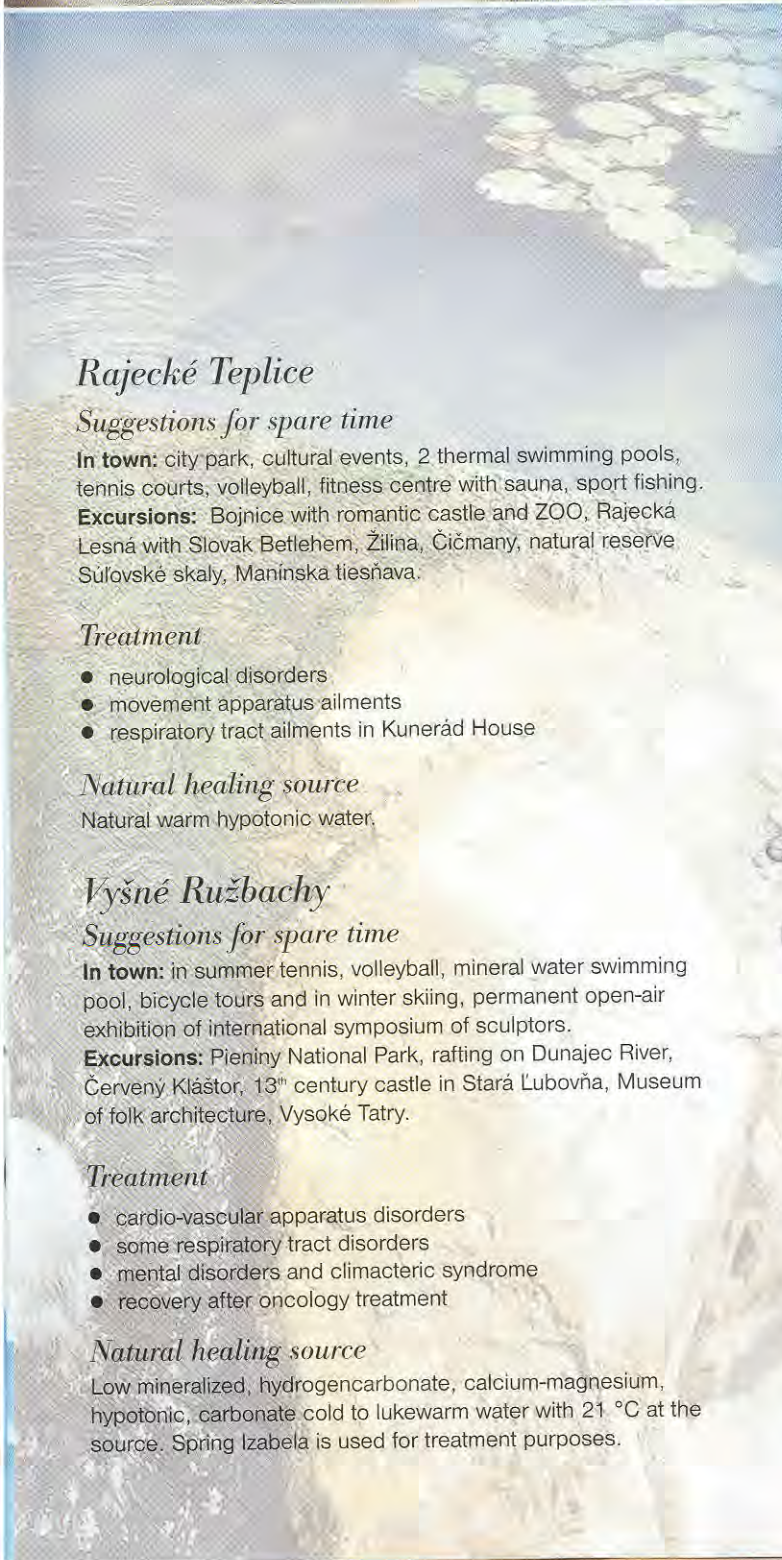 Rajecké Teplice
Suggestions for spare time
In town: city park, cultural events, 2 thermal swimming pools,
tennis courts, volleyball, fitness centre with sauna, sport fishing.
Excursions: Bojnice with romantic castle and ZOO, Rajecká
Lesná with Slovak Betlehem, Žilina, Čičmany, natural reserve
Súľovské skaly, Manínska tiesňava.
Treatment
● neurological disorders
● movement apparatus ailments
● respiratory tract ailments in Kunerád House
Natural healing source
Natural warm hypotonic water.
Vyšné Ružbachy
Suggestions for spare time
In town: in summer tennis, volleyball, mineral water swimming
pool, bicycle tours and in winter skiing, permanent open-air
exhibition of international symposium of sculptors.
Excursions: Pieniny National Park, rafting on Dunajec River,
Červený Kláštor, 13th century castle in Stará Ľubovňa, Museum
of folk architecture, Vysoké Tatry.
Treatment
● cardio-vascular apparatus disorders
● some respiratory tract disorders
● mental disorders and climacteric syndrome
● recovery after oncology treatment
Natural healing source
Low mineralized, hydrogencarbonate, calcium-magnesium,
hypotonic, carbonate cold to lukewarm water with 21 °C at the
source. Spring Izabela is used for treatment purposes.